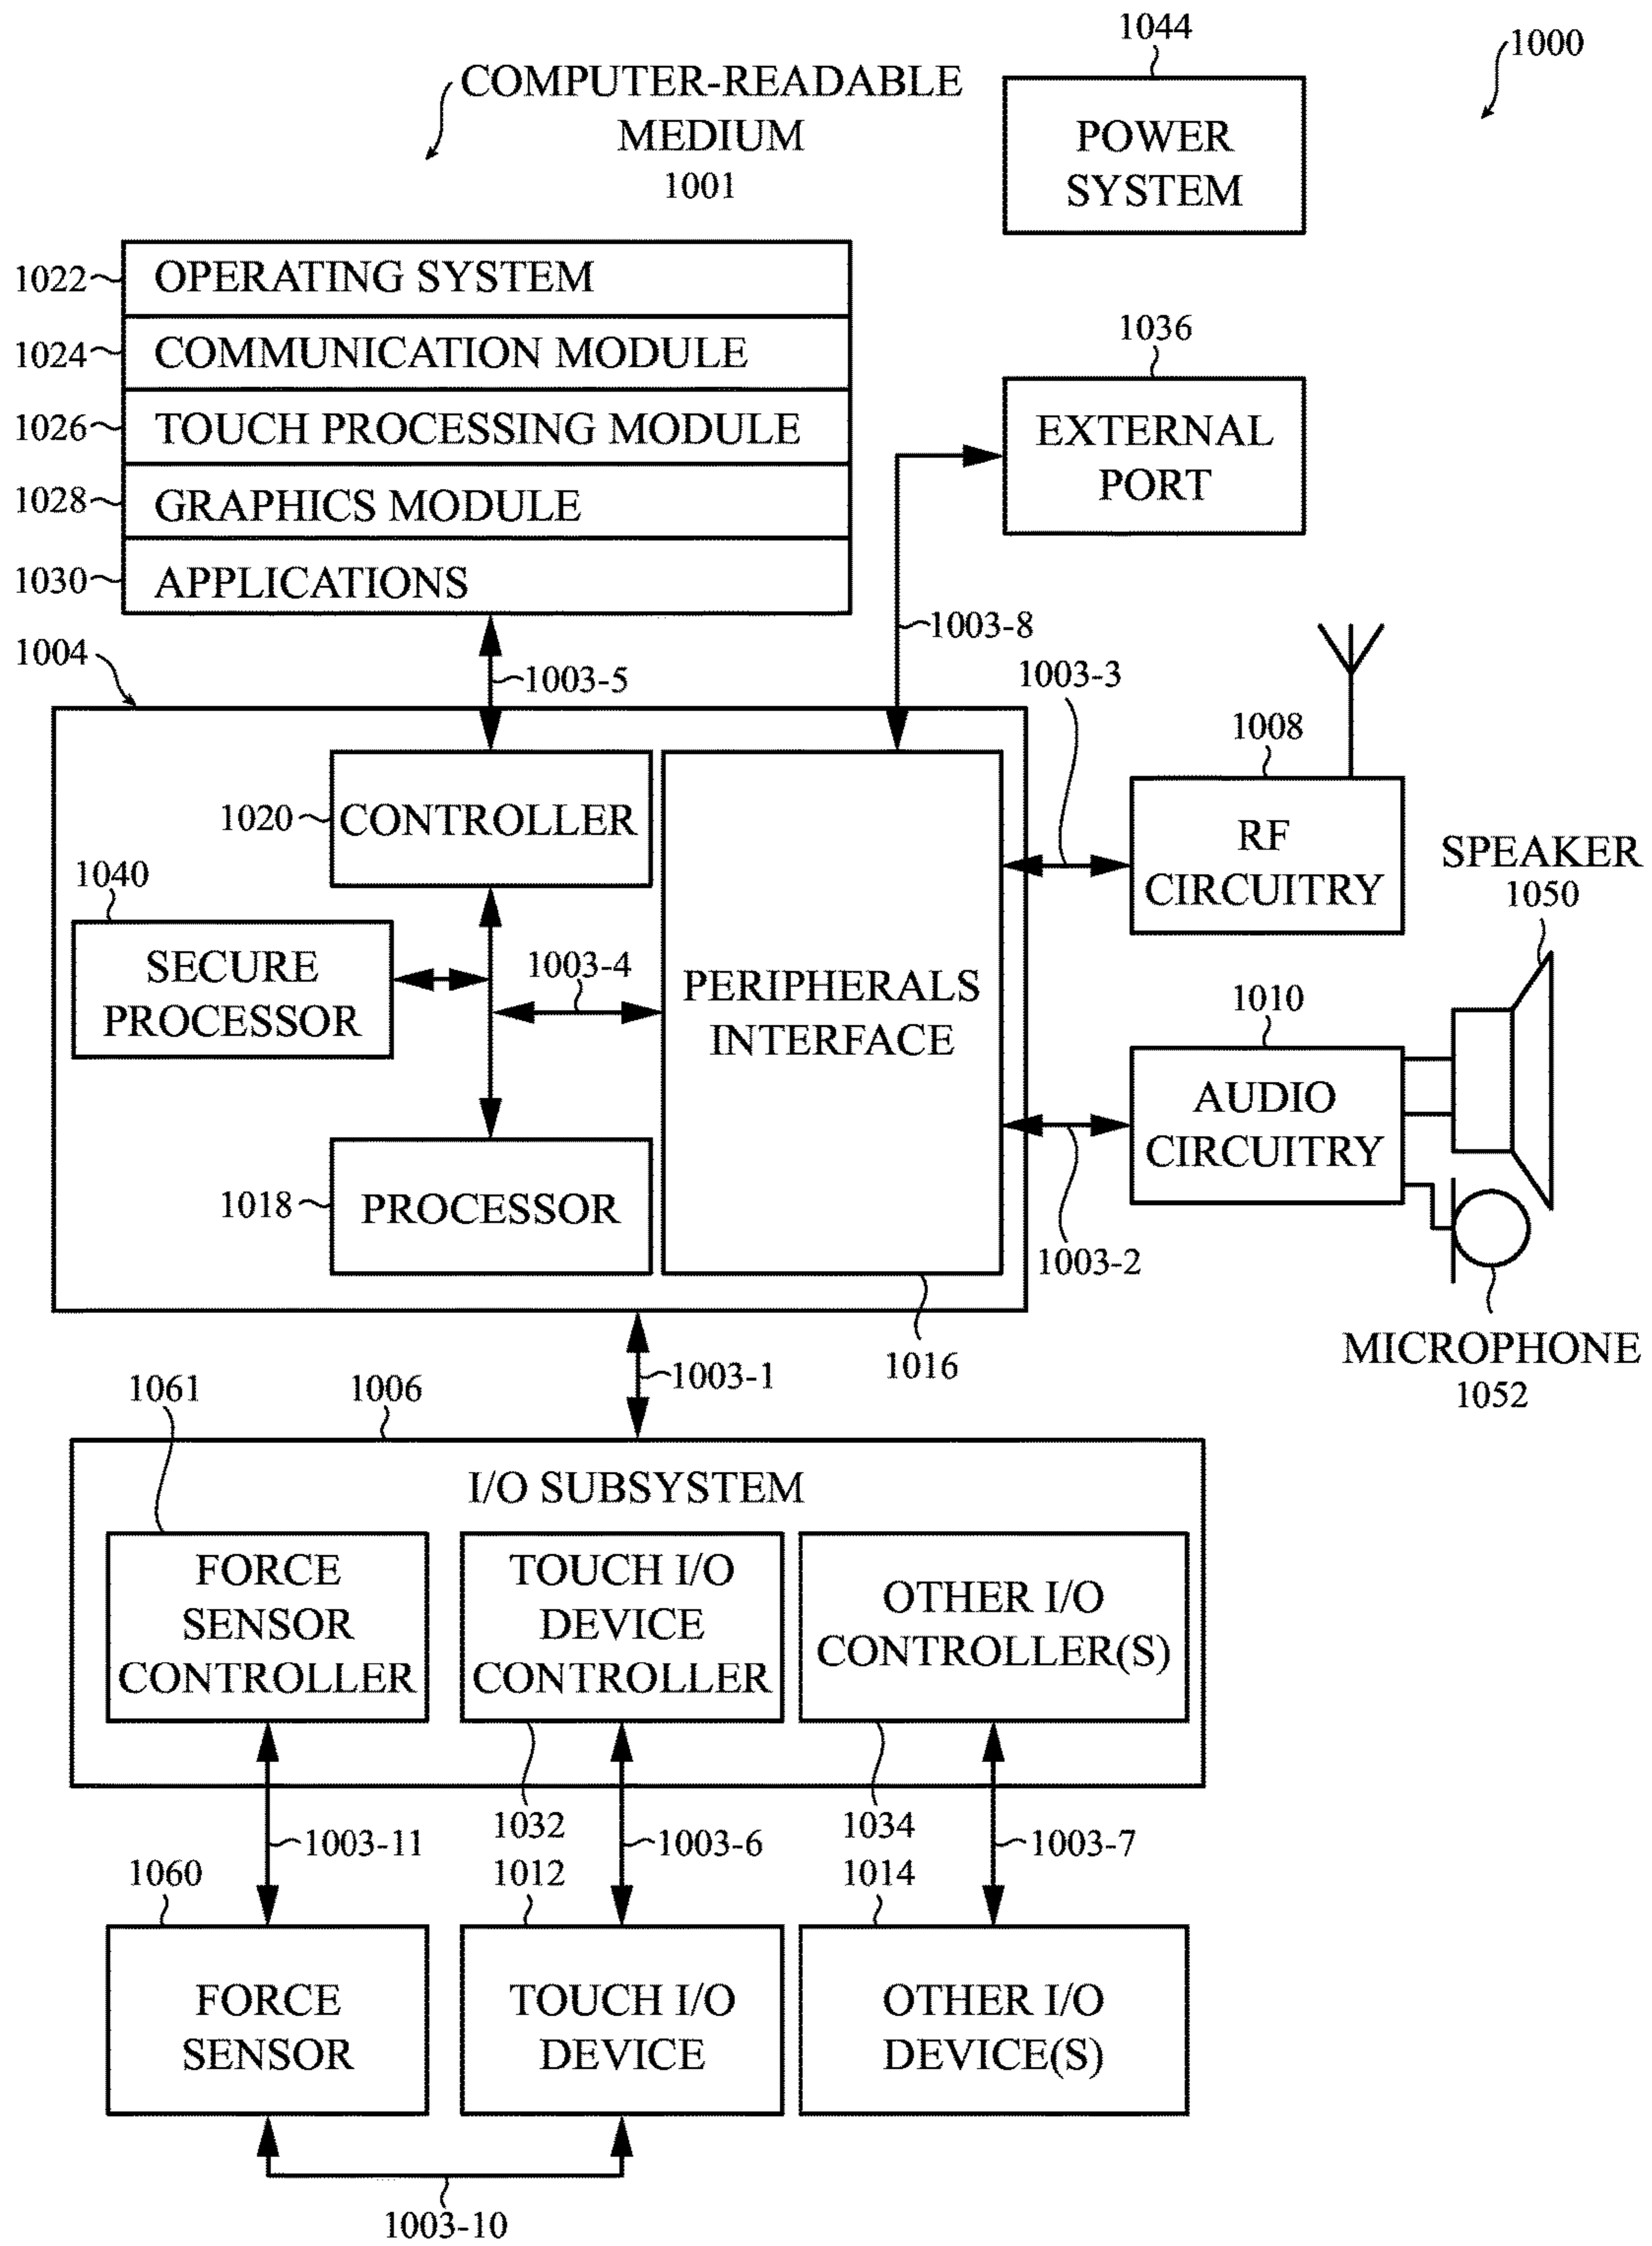 1044
1000
COMPUTER-READABLE
MEDIUM
1001
POWER
SYSTEM
1022
OPERATING SYSTEM
1024
COMMUNICATION MODULE
1026
TOUCH PROCESSING MODULE
1028
GRAPHICS MODULE
1030
APPLICATIONS
1036
EXTERNAL
PORT
1004
1003-5
1003-8
1003-3
1008
RF
CIRCUITRY
1020
CONTROLLER
1040
SECURE
PROCESSOR
1003-4
PERIPHERALS
INTERFACE
SPEAKER
1050
1010
AUDIO
CIRCUITRY
1018
PROCESSOR
1003-2
1016
MICROPHONE
1052
1003-1
1061
1006
I/O SUBSYSTEM
FORCE
SENSOR
CONTROLLER
TOUCH I/O
DEVICE
CONTROLLER
OTHER I/O
CONTROLLER(S)
1032
1034
1003-11
1003-6
1003-7
1060
1012
1014
FORCE
SENSOR
TOUCH I/O
DEVICE
OTHER I/O
DEVICE(S)
1003-10